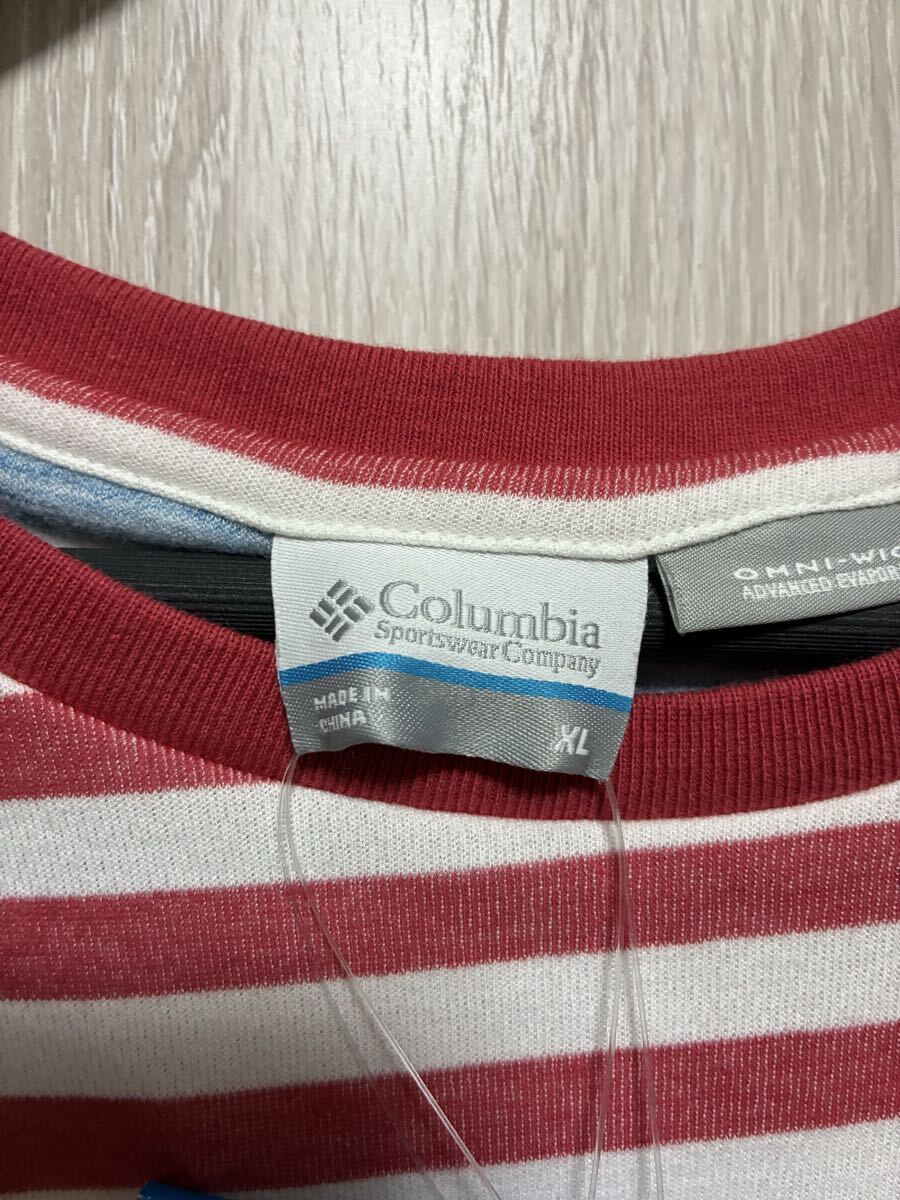 Columbia
Sportswear Company
MADE IN
CHINA
XL
OMNI-WIC
ADVANCED EVAPOR